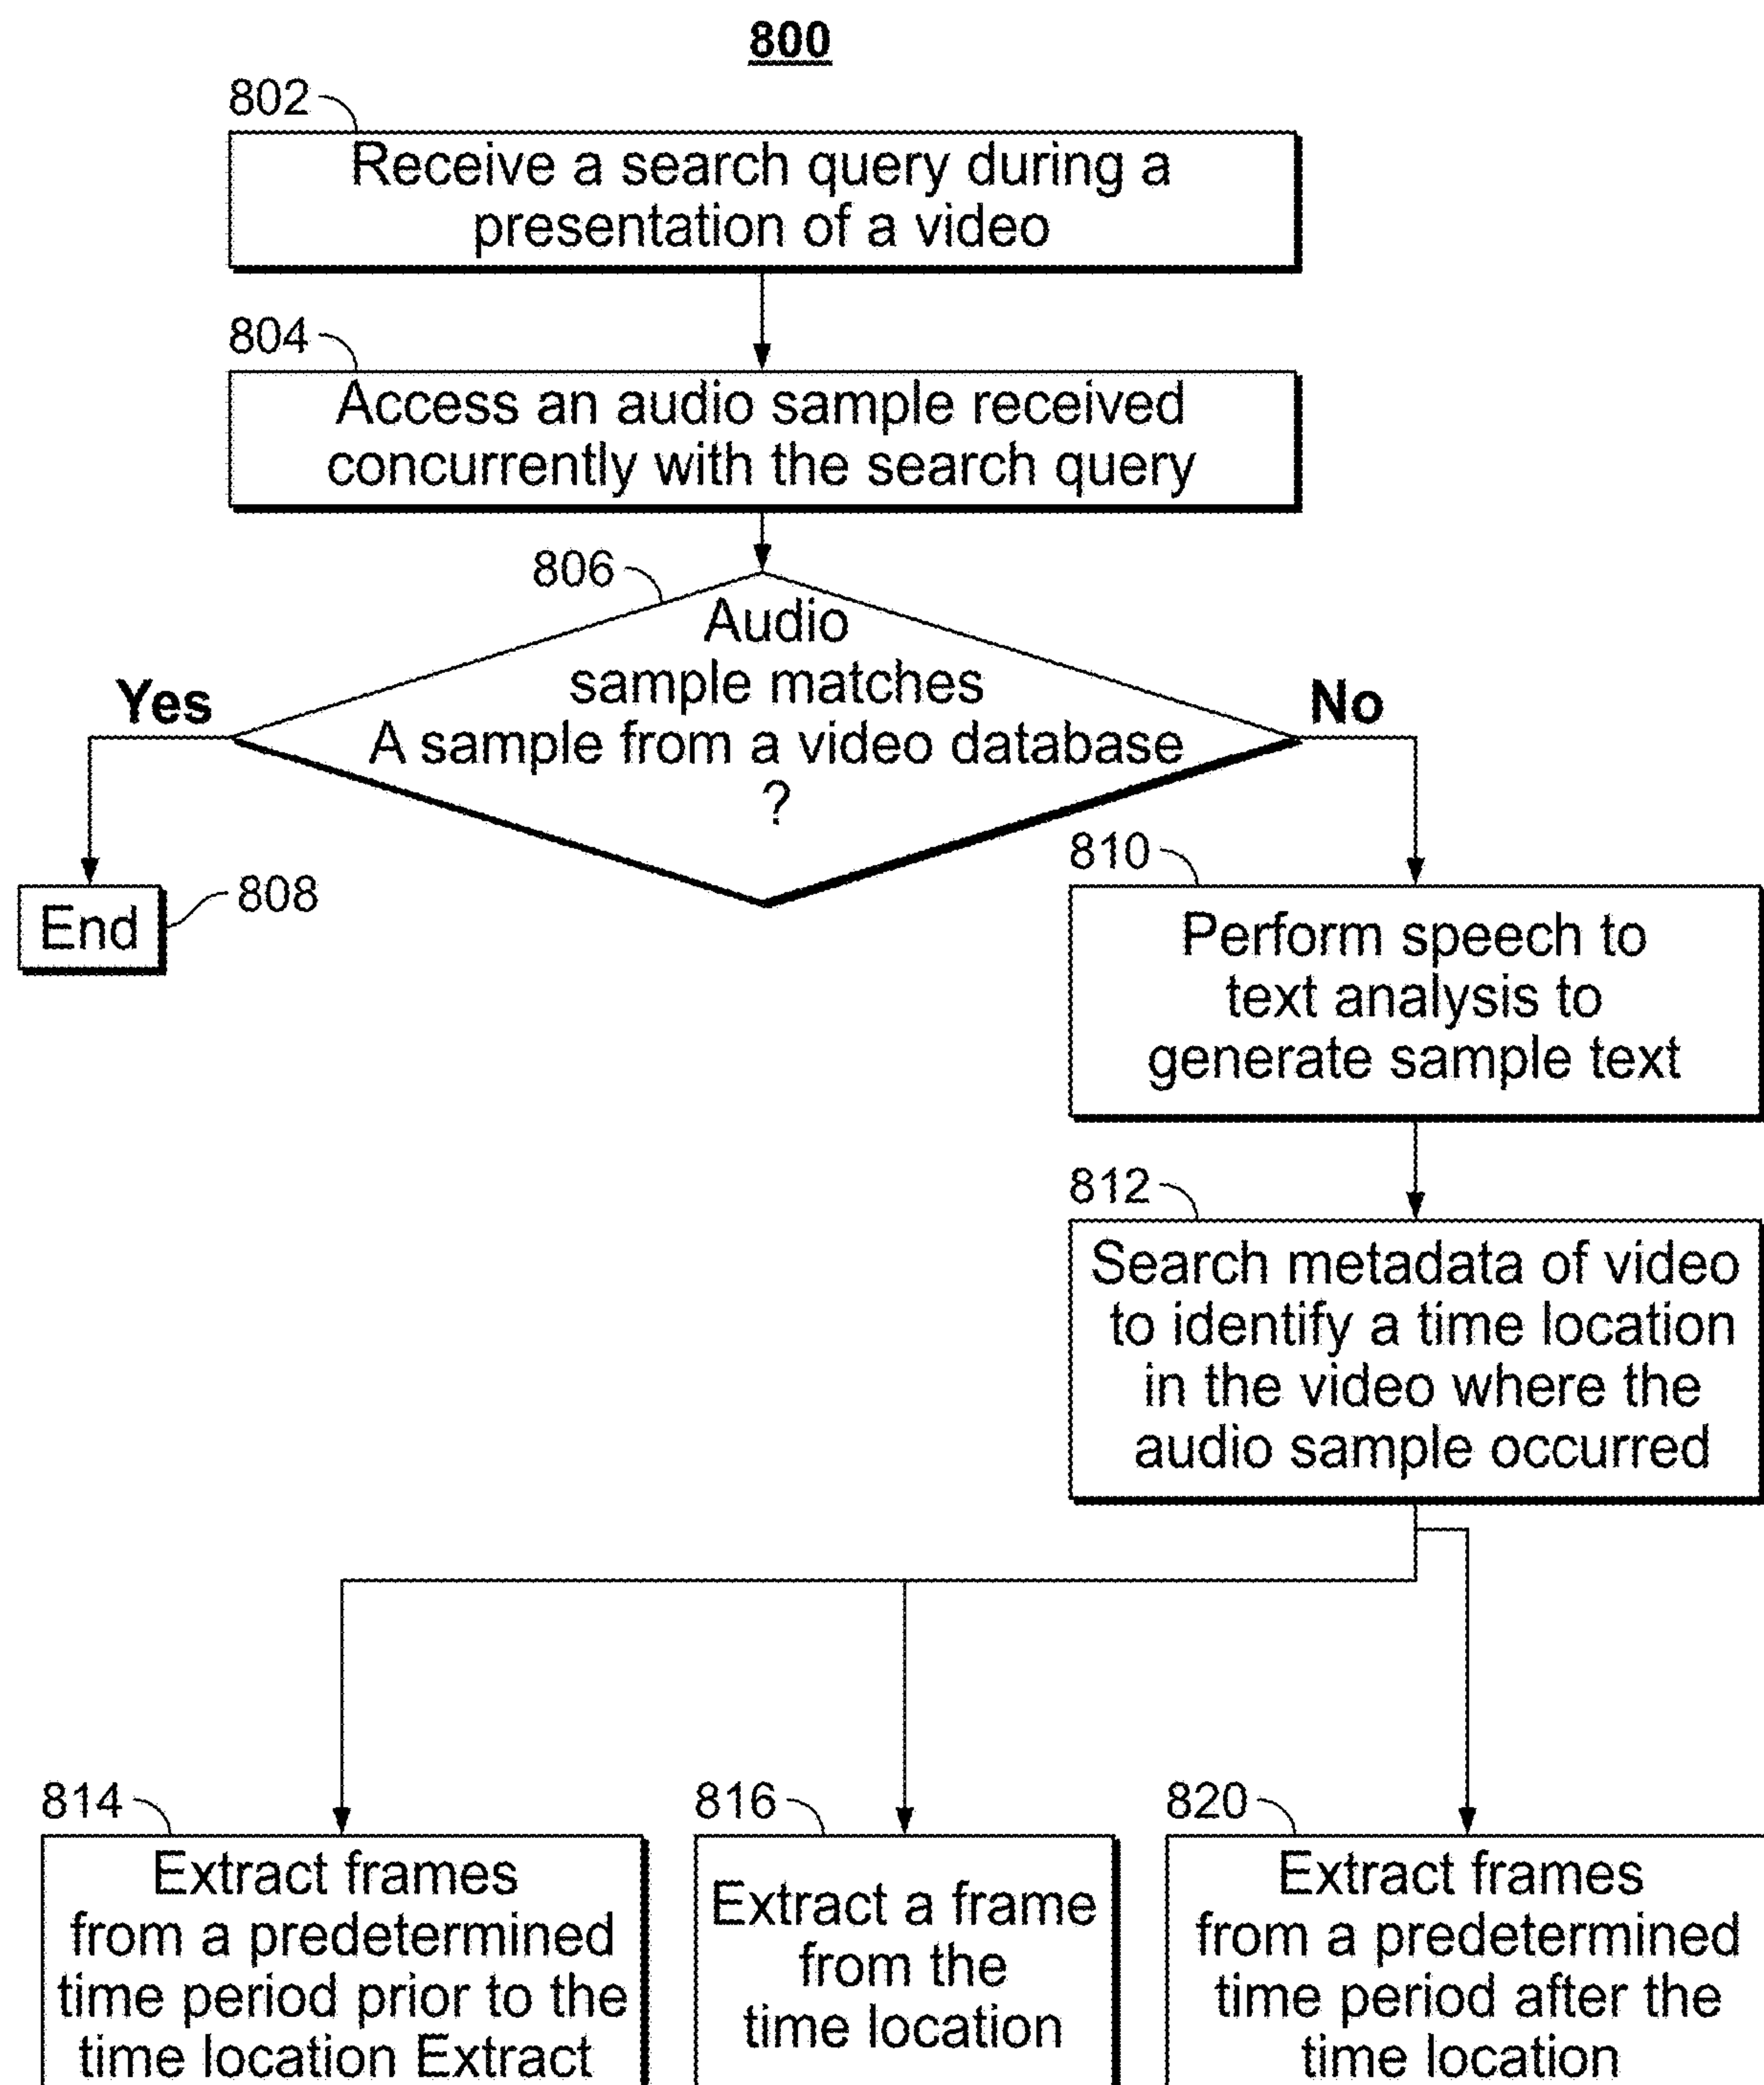 800
802
Receive a search query during a
presentation of a video
804
Access an audio sample received
concurrently with the search query
806
Audio
sample matches
A sample from a video database
?
Yes
No
End
808
810
Perform speech to
text analysis to
generate sample text
812
Search metadata of video
to identify a time location
in the video where the
audio sample occurred
814
Extract frames
from a predetermined
time period prior to the
time location Extract
816
Extract a frame
from the
time location
820
Extract frames
from a predetermined
time period after the
time location